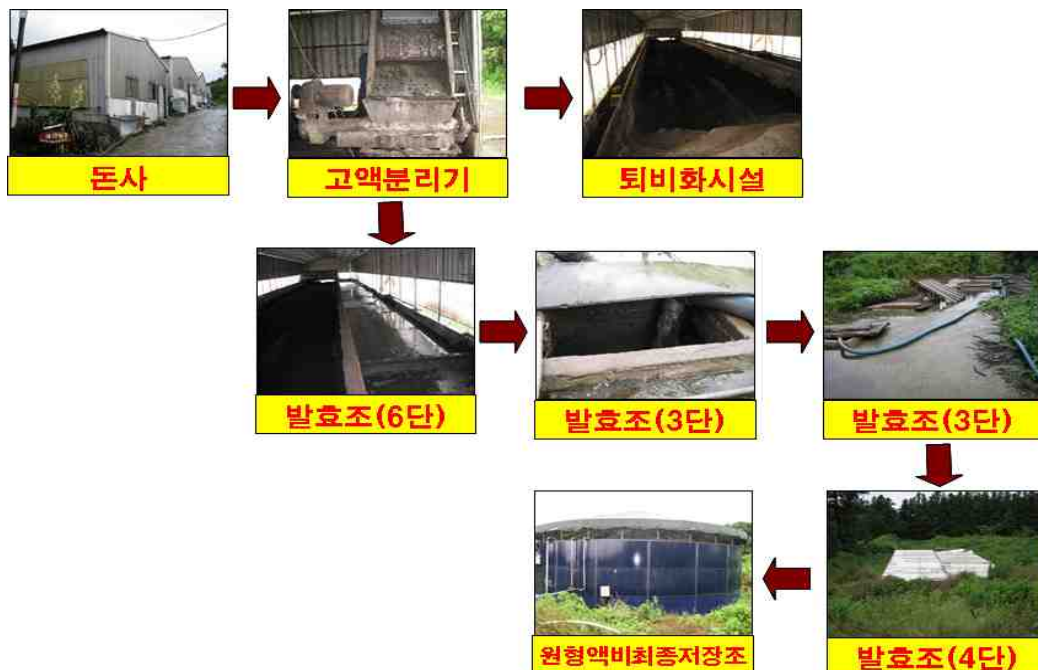 돈사
고액분리기
퇴비화시설
발효조(6단)
발효조(3단)
발효조(3단)
발효조(4단)
원형액비최종저장조